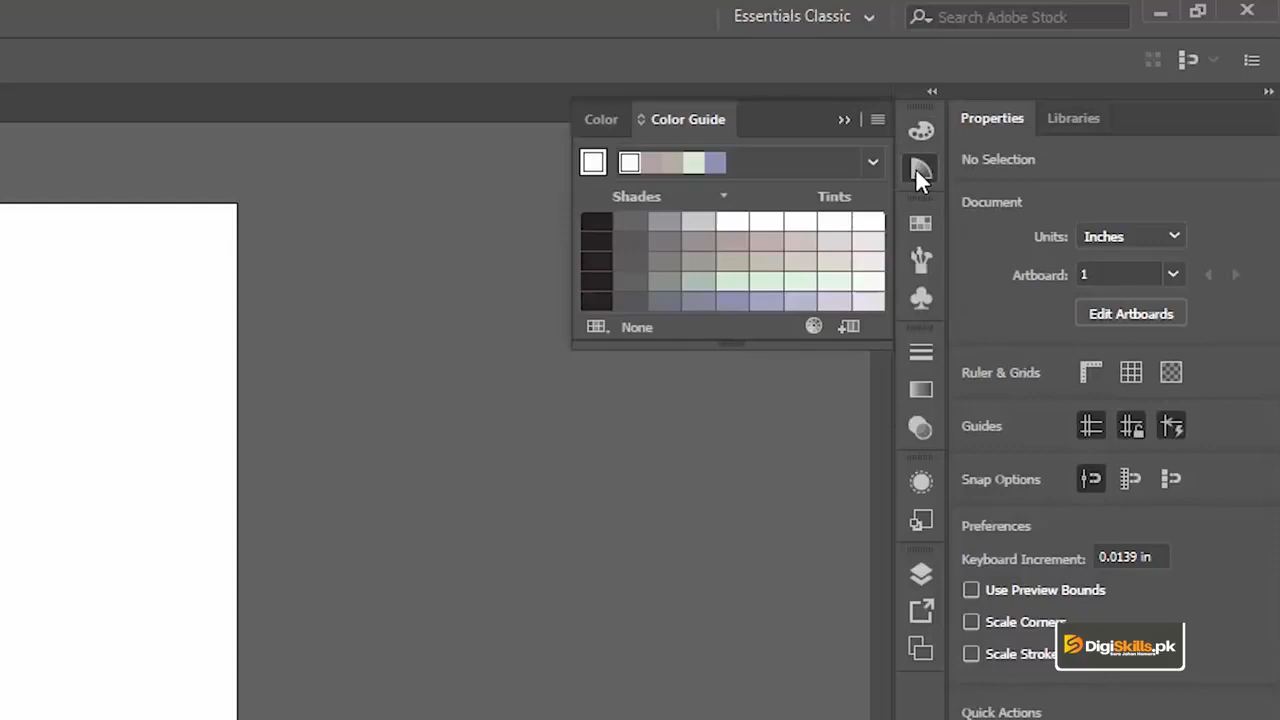 Essentials Classic
Search Adobe Stock
Color
Color Guide
Shades
Tints
None
Properties
Libraries
No Selection
Document
Units: Inches
Artboard: 1
Edit Artboards
Ruler & Grids
Guides
Snap Options
Preferences
Keyboard Increment: 0.0139 in
Use Preview Bounds
Scale Corners
Scale Stroke
DigiSkills.pk
Quick Actions